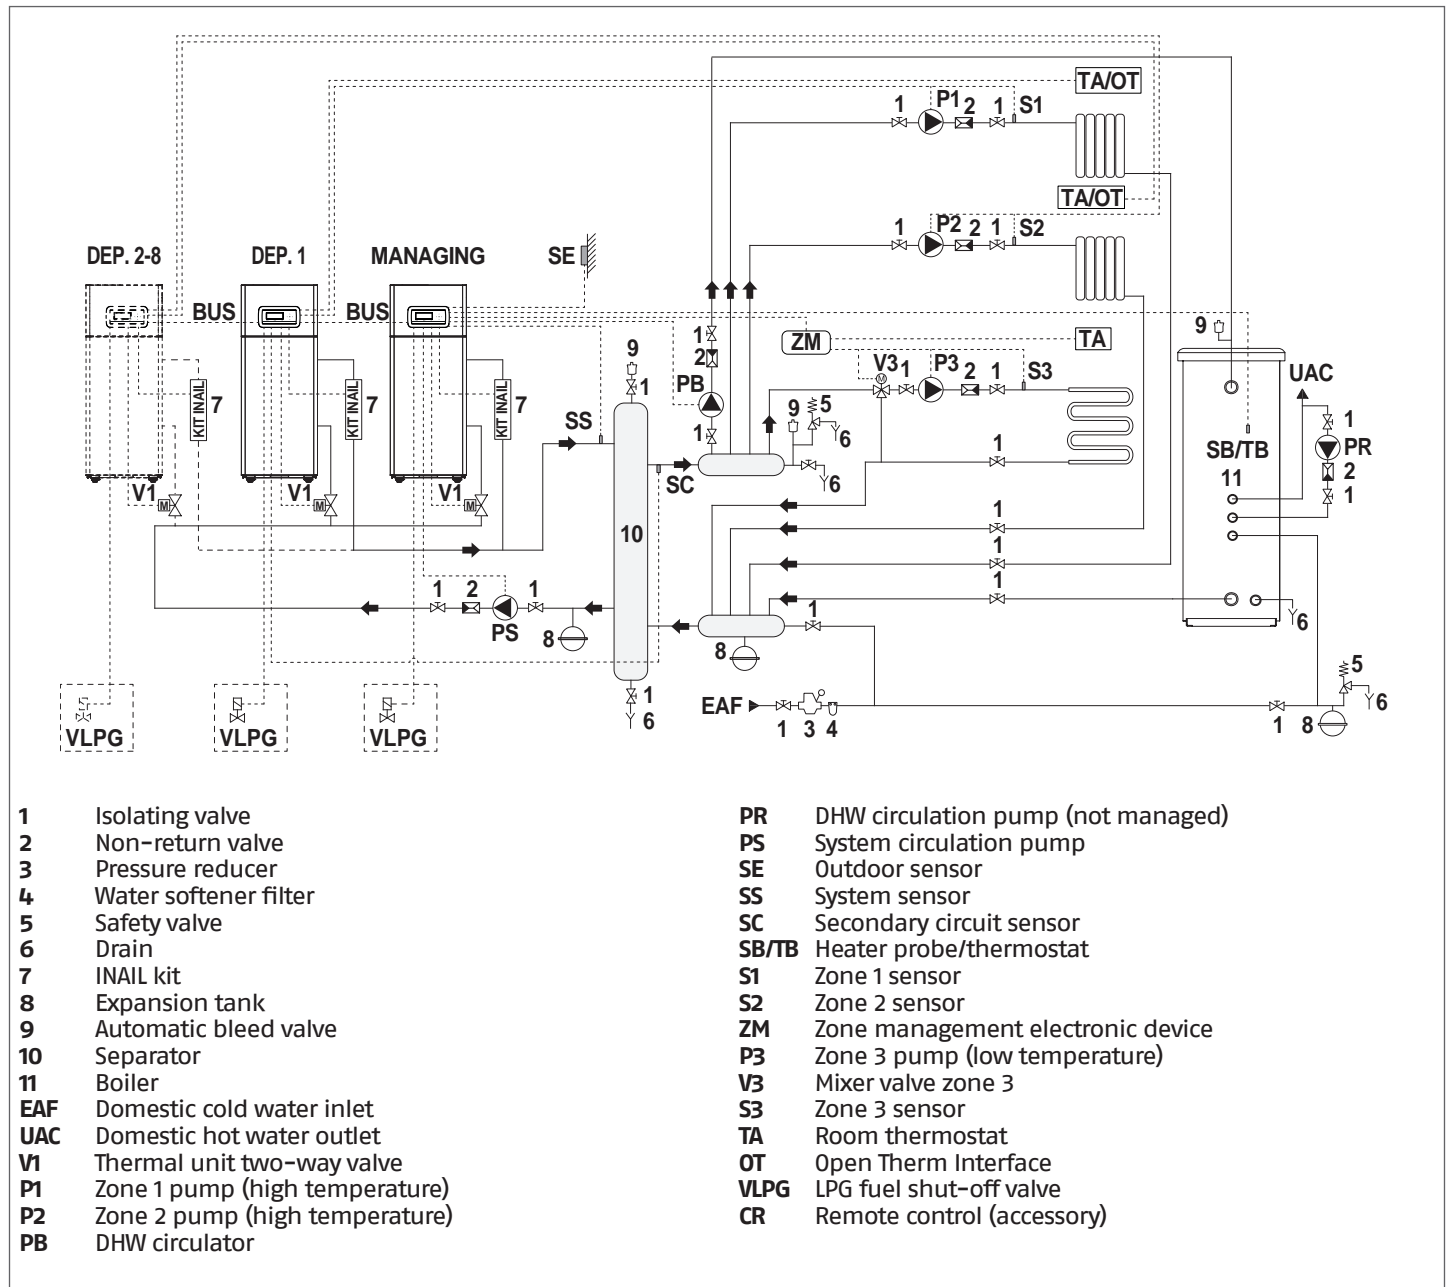 TA/OT
1 P1 2 1 S1
TA/OT
1 P2 2 1 S2
DEP. 2-8 DEP. 1 MANAGING SE
BUS BUS
9
1
ZM TA
2
9
V3 1 P3 2 1 S3
UAC
1
PB
9 5
KIT INAIL 7 KIT INAIL 7 KIT INAIL 7
SS
1
6
1
SB/TB PR
1
2
11
SC
6
V1 V1 V1
M M M M
1
10
1
1
1
1 2 1
PS
8
1
8
6
5
1
6
EAF
1 3 4
1 8
6
VLPG VLPG VLPG
1 Isolating valve
2 Non-return valve
3 Pressure reducer
4 Water softener filter
5 Safety valve
6 Drain
7 INAIL kit
8 Expansion tank
9 Automatic bleed valve
10 Separator
11 Boiler
EAF Domestic cold water inlet
UAC Domestic hot water outlet
V1 Thermal unit two-way valve
P1 Zone 1 pump (high temperature)
P2 Zone 2 pump (high temperature)
PB DHW circulator
PR DHW circulation pump (not managed)
PS System circulation pump
SE Outdoor sensor
SS System sensor
SC Secondary circuit sensor
SB/TB Heater probe/thermostat
S1 Zone 1 sensor
S2 Zone 2 sensor
ZM Zone management electronic device
P3 Zone 3 pump (low temperature)
V3 Mixer valve zone 3
S3 Zone 3 sensor
TA Room thermostat
OT Open Therm Interface
VLPG LPG fuel shut-off valve
CR Remote control (accessory)